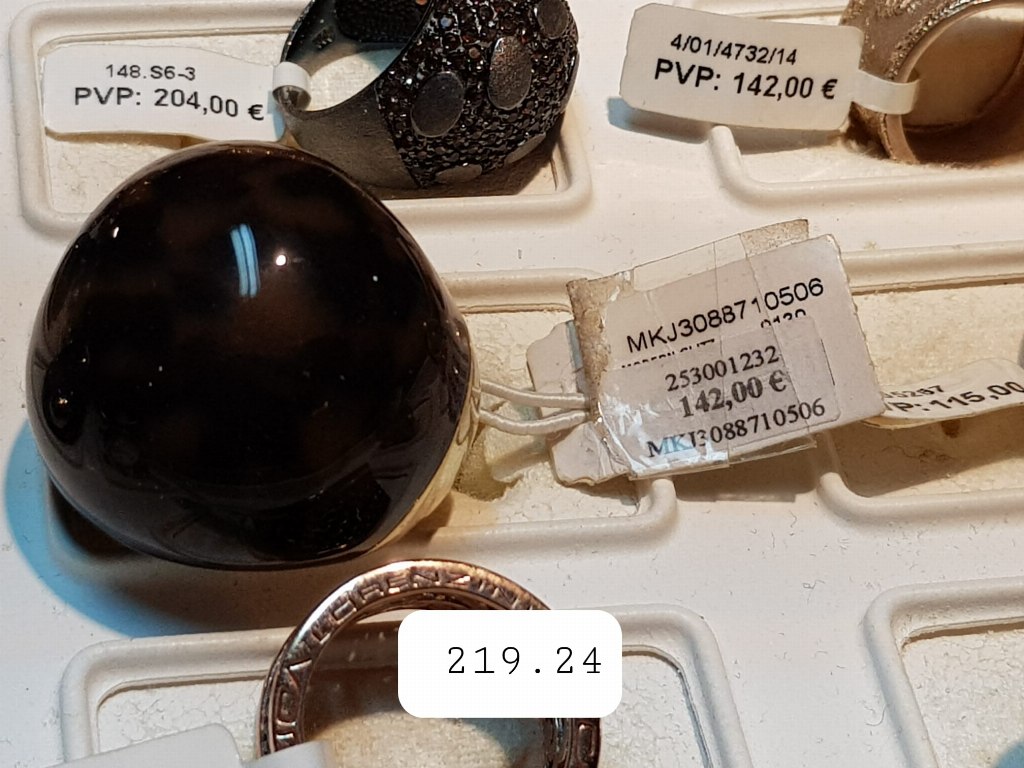 148.S6-3
PVP: 204,00 €
4/01/4732/14
PVP: 142,00 €
MKJ3088710506
253001232
142,00 €
MKJ3088710506
115,00
219.24